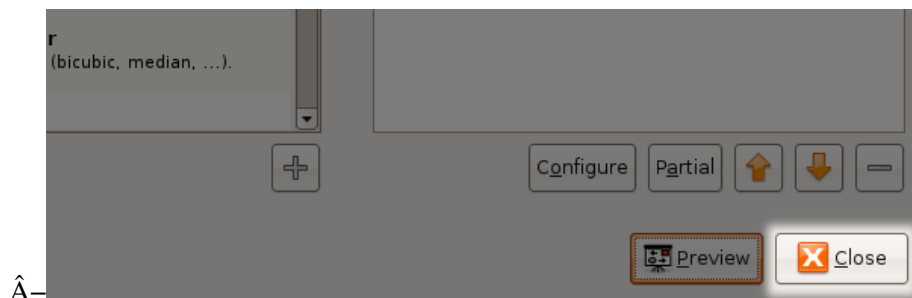 r
(bicubic, median, ...).
Configure Partial
Preview Close
Â–